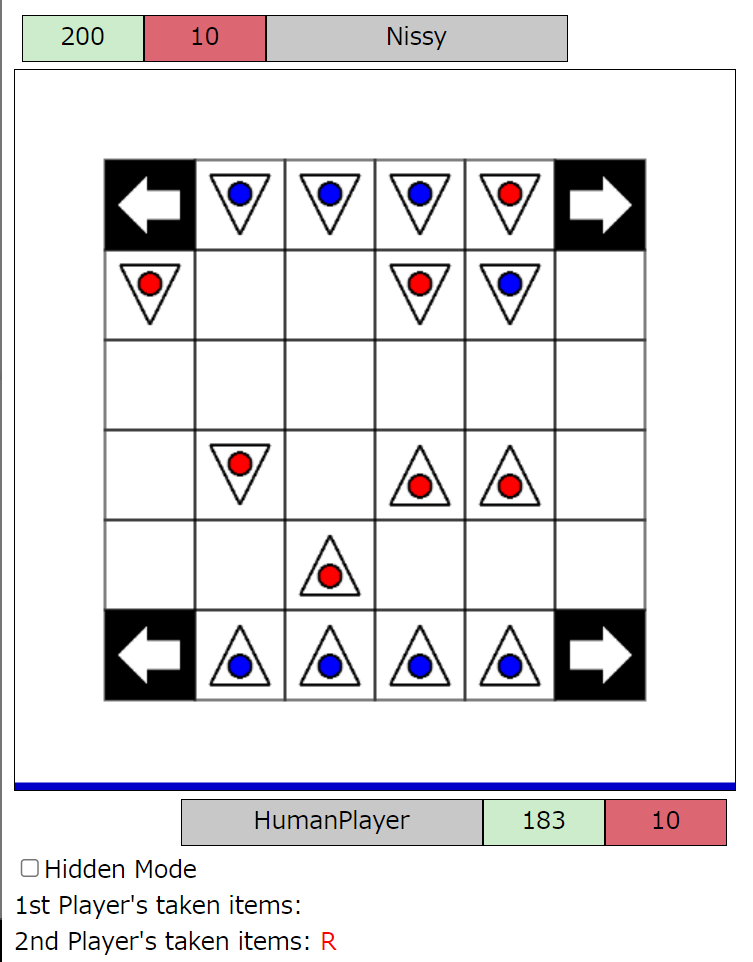 200 10 Nissy
HumanPlayer 183 10
Hidden Mode
1st Player's taken items:
2nd Player's taken items: R